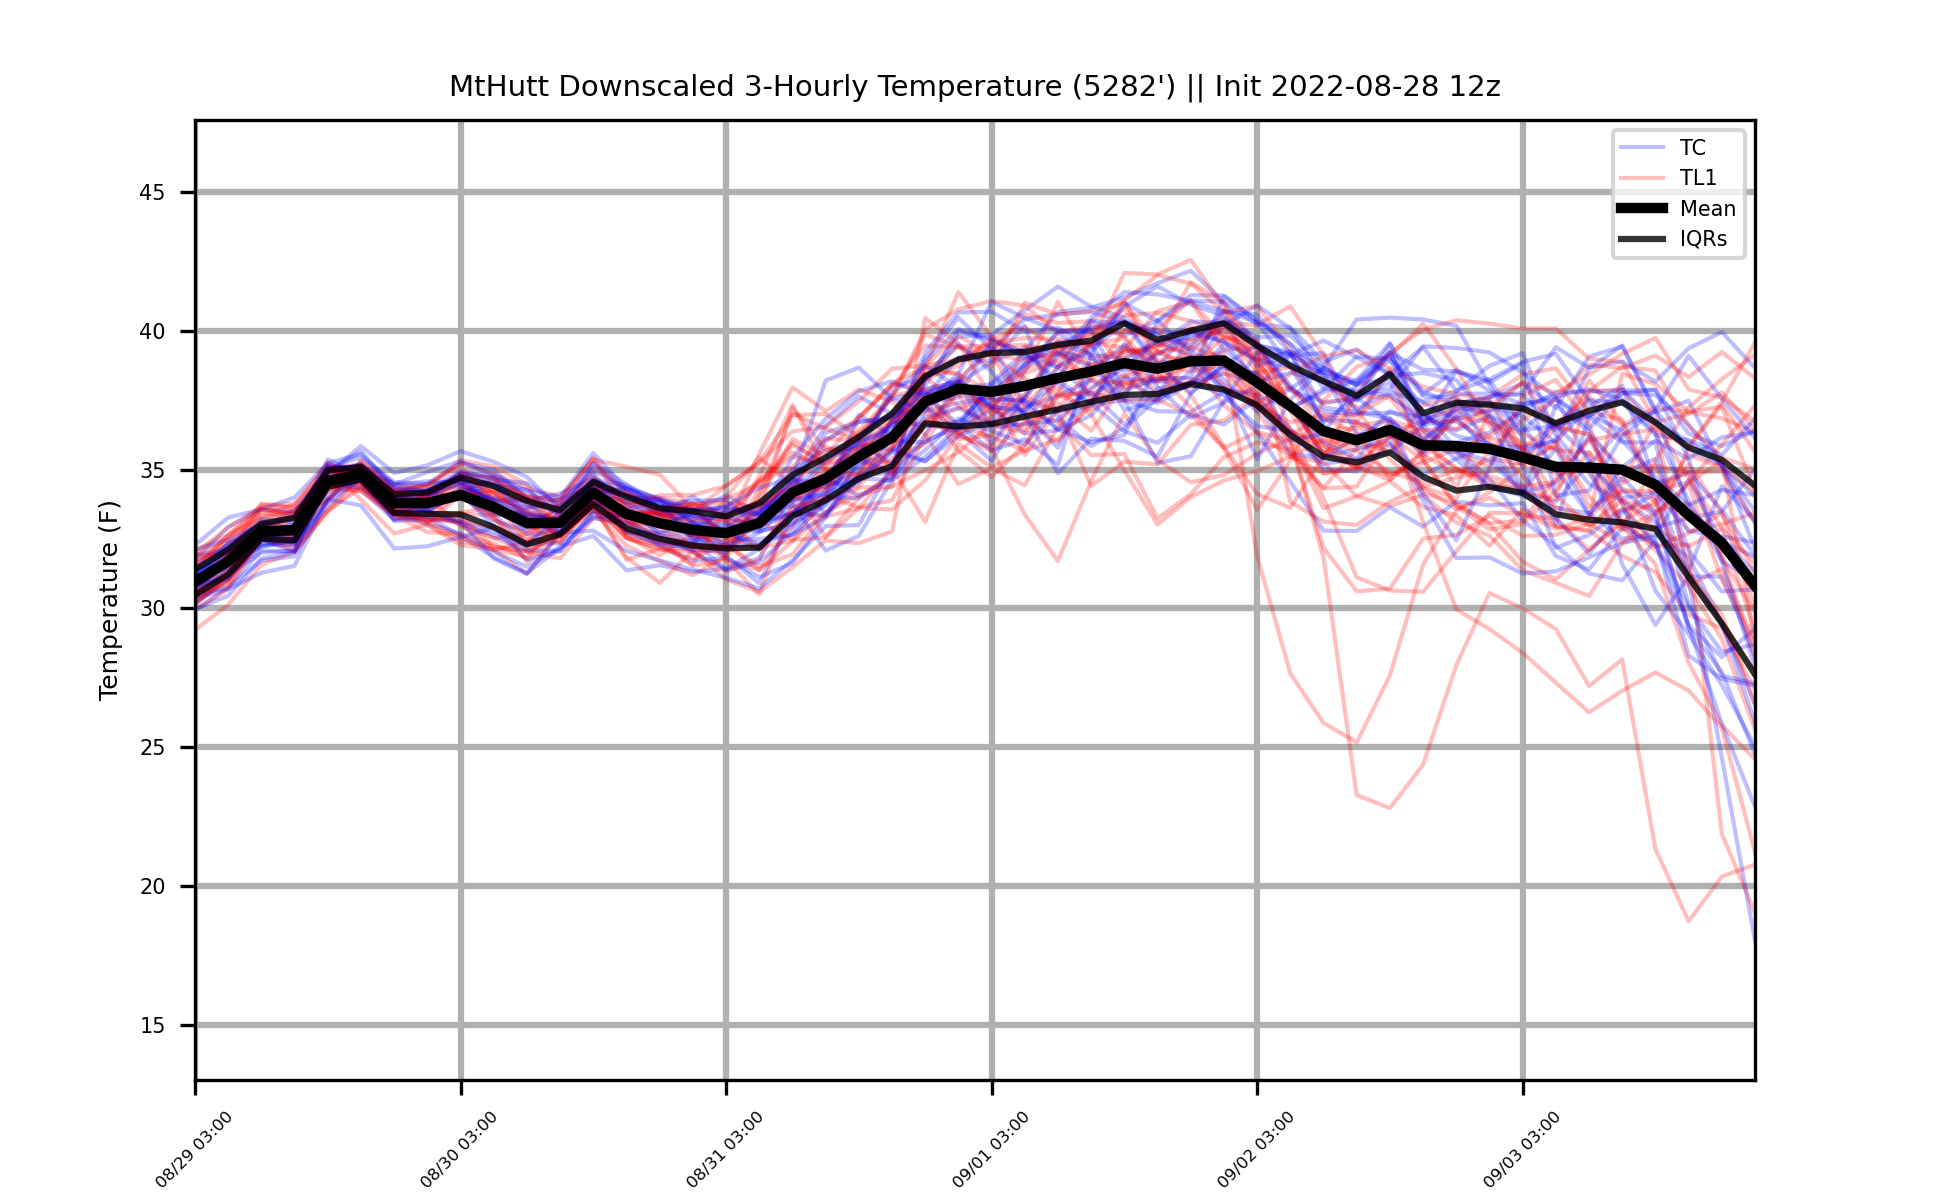 MtHutt Downscaled 3-Hourly Temperature (5282') || Init 2022-08-28 12z
TC
TL1
Mean
IQRs
Temperature (F)
45
40
35
30
25
20
15
08/29 03:00
08/30 03:00
08/31 03:00
09/01 03:00
09/02 03:00
09/03 03:00